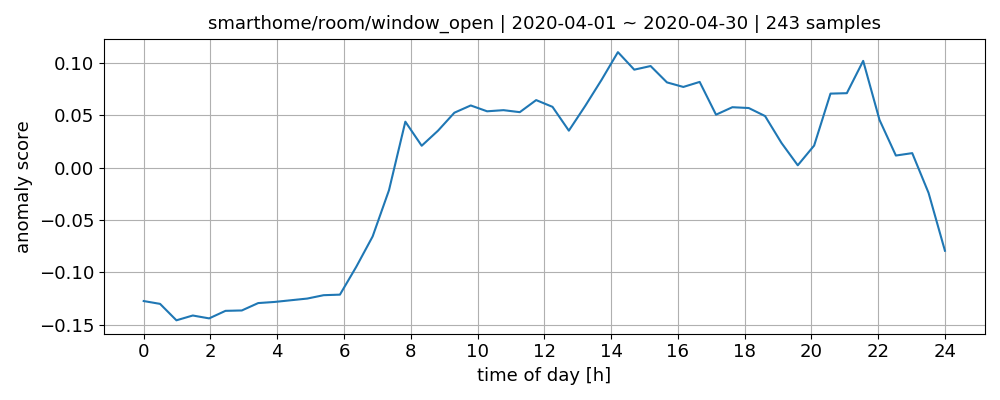 smarthome/room/window_open | 2020-04-01 ~ 2020-04-30 | 243 samples
anomaly score
0.10
0.05
0.00
−0.05
−0.10
−0.15
0 2 4 6 8 10 12 14 16 18 20 22 24
time of day [h]